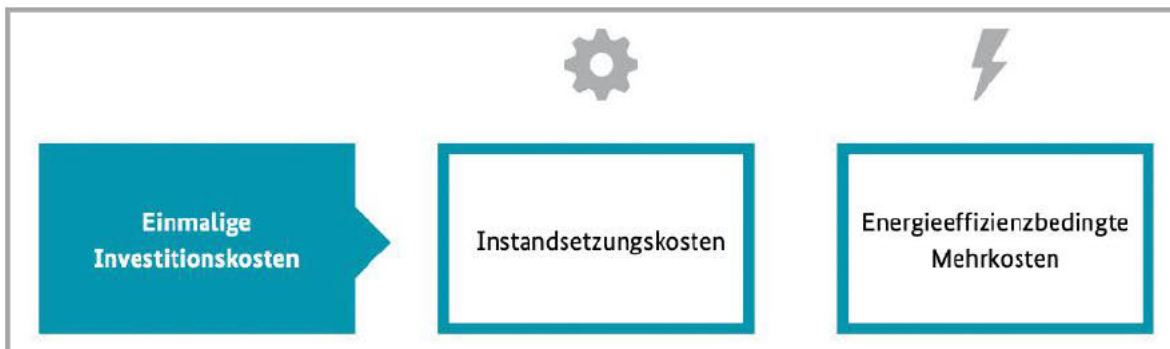 Einmalige
Investitionskosten
Instandsetzungskosten
Energieeffizienzbedingte
Mehrkosten